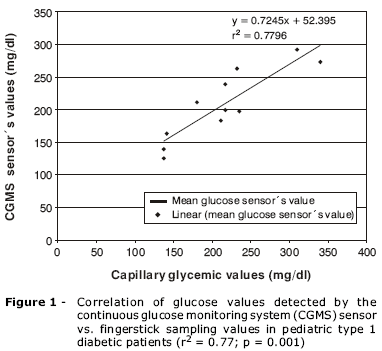 y = 0.7245x + 52.395
r² = 0.7796
CGMS sensor´s values (mg/dl)
350
300
250
200
150
100
50
0
Mean glucose sensor´s value
Linear (mean glucose sensor´s value)
0 50 100 150 200 250 300 350 400
Capillary glycemic values (mg/dl)
Figure 1 - Correlation of glucose values detected by the
continuous glucose monitoring system (CGMS) sensor
vs. fingerstick sampling values in pediatric type 1
diabetic patients (r² = 0.77; p = 0.001)